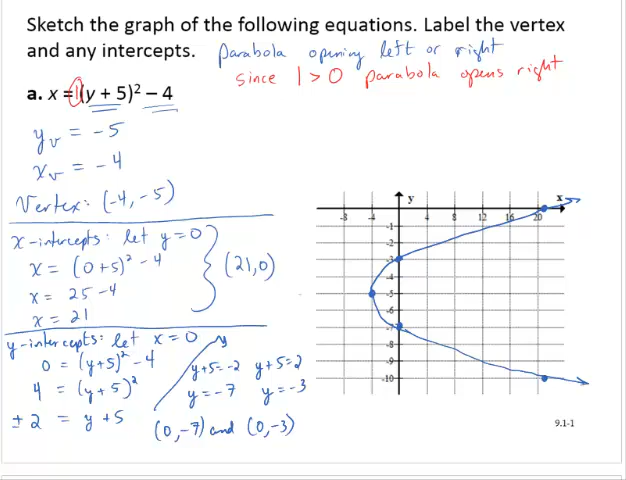 Sketch the graph of the following equations. Label the vertex
and any intercepts. Parabola opening left or right
since 1 > 0 parabola opens right
a. x = 1(y + 5)² − 4
y_v = -5
x_v = -4
Vertex: (-4, -5)
x-intercepts: let y = 0
x = (0+5)² - 4
x = 25 - 4
x = 21
(21, 0)
y-intercepts: let x = 0
0 = (y+5)² - 4
4 = (y+5)²
± 2 = y + 5
y+5=-2 y+5=2
y = -7 y = -3
(0, -7) and (0, -3)
y x
-8 -4 4 8 12 16 20
-1
-2
-3
-5
-7
-8
-9
-10
9.1-1